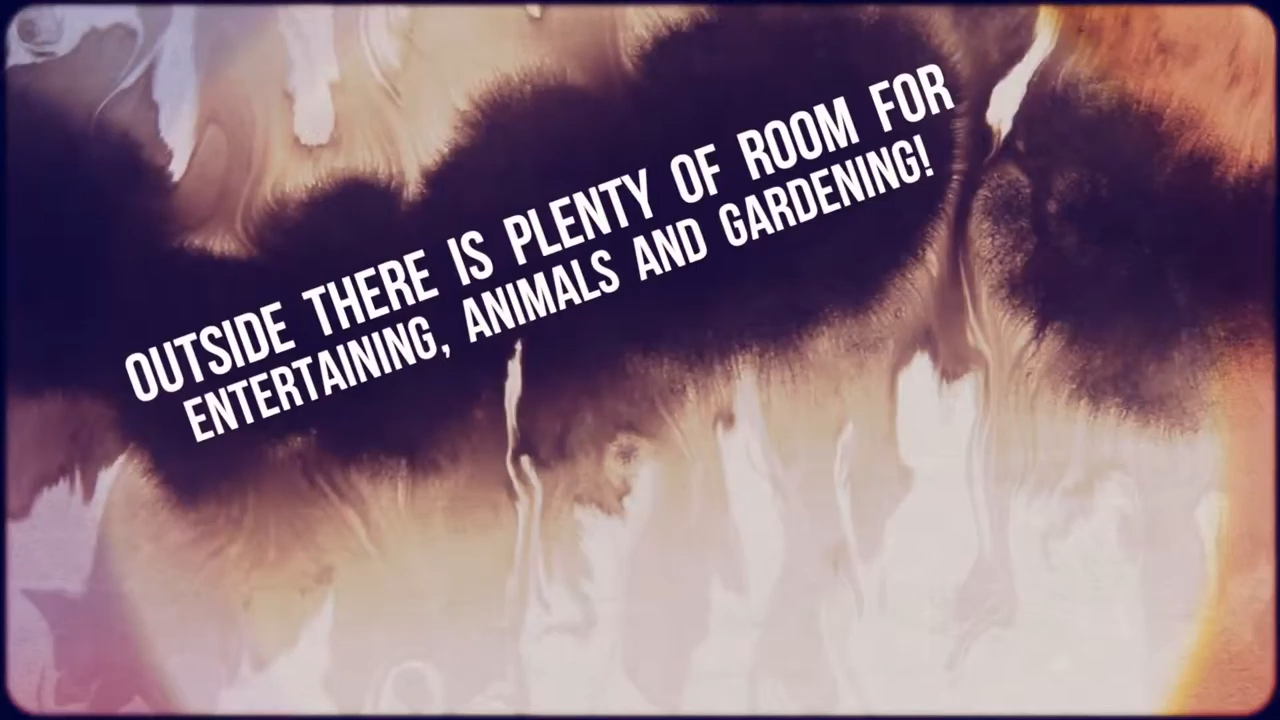 OUTSIDE THERE IS PLENTY OF ROOM FOR
ENTERTAINING, ANIMALS AND GARDENING!